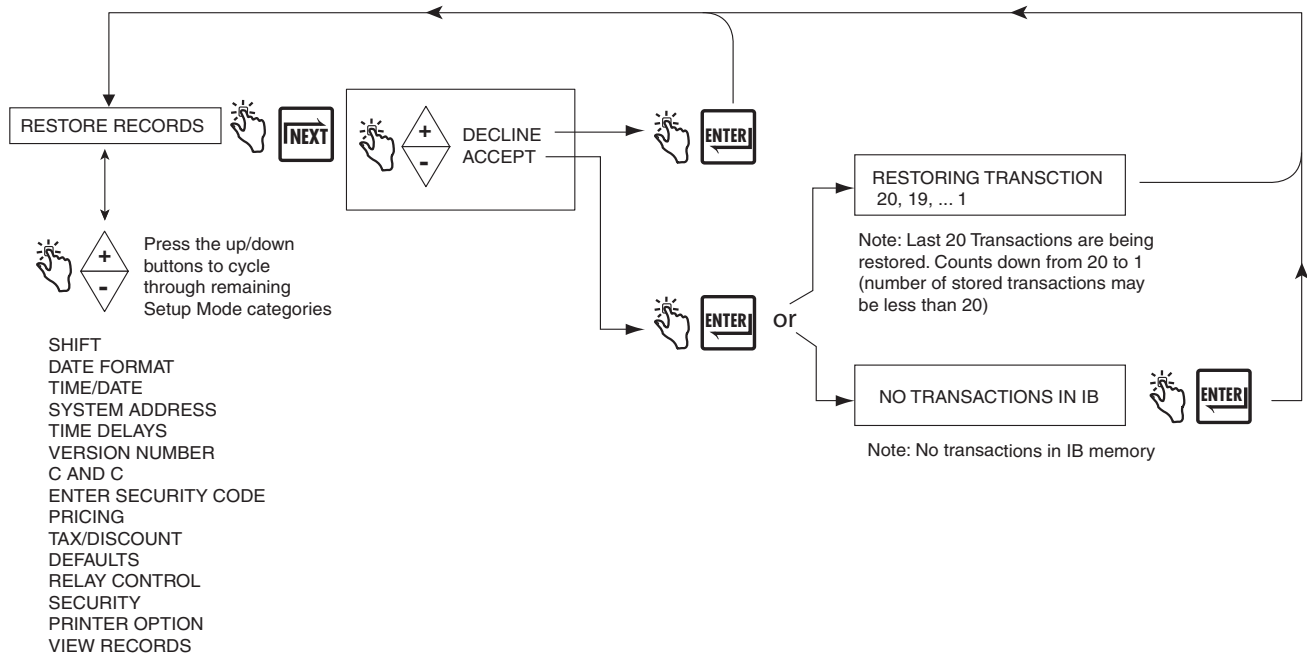 RESTORE RECORDS
NEXT
+
-
DECLINE
ACCEPT
ENTER
+
-
Press the up/down
buttons to cycle
through remaining
Setup Mode categories
SHIFT
DATE FORMAT
TIME/DATE
SYSTEM ADDRESS
TIME DELAYS
VERSION NUMBER
C AND C
ENTER SECURITY CODE
PRICING
TAX/DISCOUNT
DEFAULTS
RELAY CONTROL
SECURITY
PRINTER OPTION
VIEW RECORDS
ENTER
or
RESTORING TRANSCTION
20, 19, ... 1
Note: Last 20 Transactions are being
restored. Counts down from 20 to 1
(number of stored transactions may
be less than 20)
NO TRANSACTIONS IN IB
ENTER
Note: No transactions in IB memory